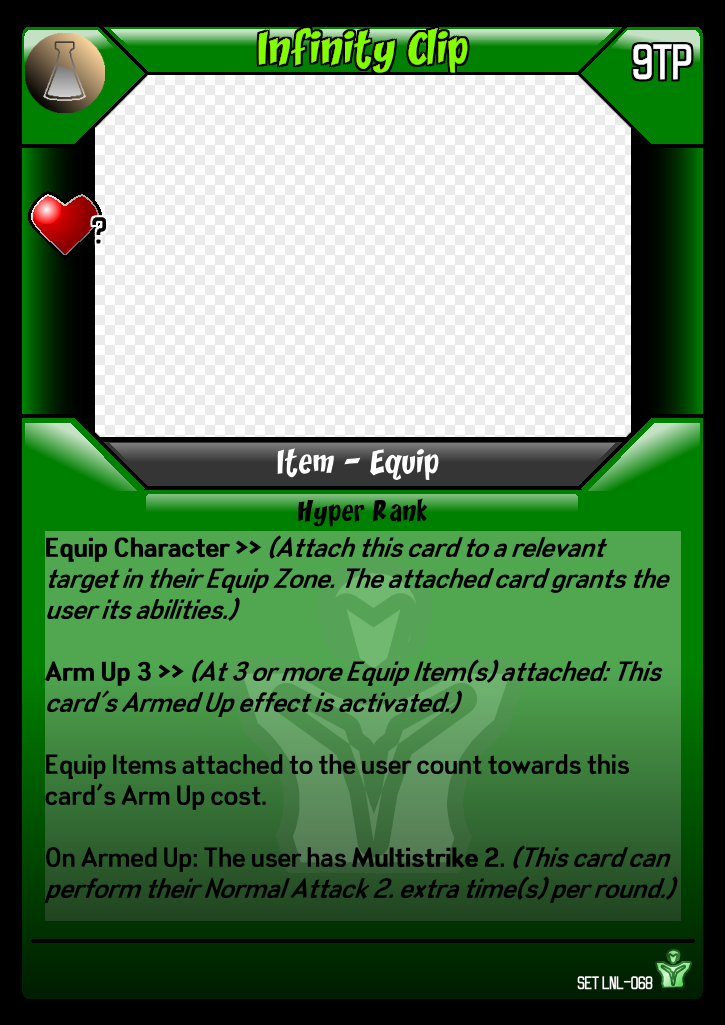 Infinity Clip
9TP
?
Item - Equip
Hyper Rank
Equip Character >> (Attach this card to a relevant
target in their Equip Zone. The attached card grants the
user its abilities.)
Arm Up 3 >> (At 3 or more Equip Item(s) attached: This
card's Armed Up effect is activated.)
Equip Items attached to the user count towards this
card's Arm Up cost.
On Armed Up: The user has Multistrike 2. (This card can
perform their Normal Attack 2. extra time(s) per round.)
SET LNL-068